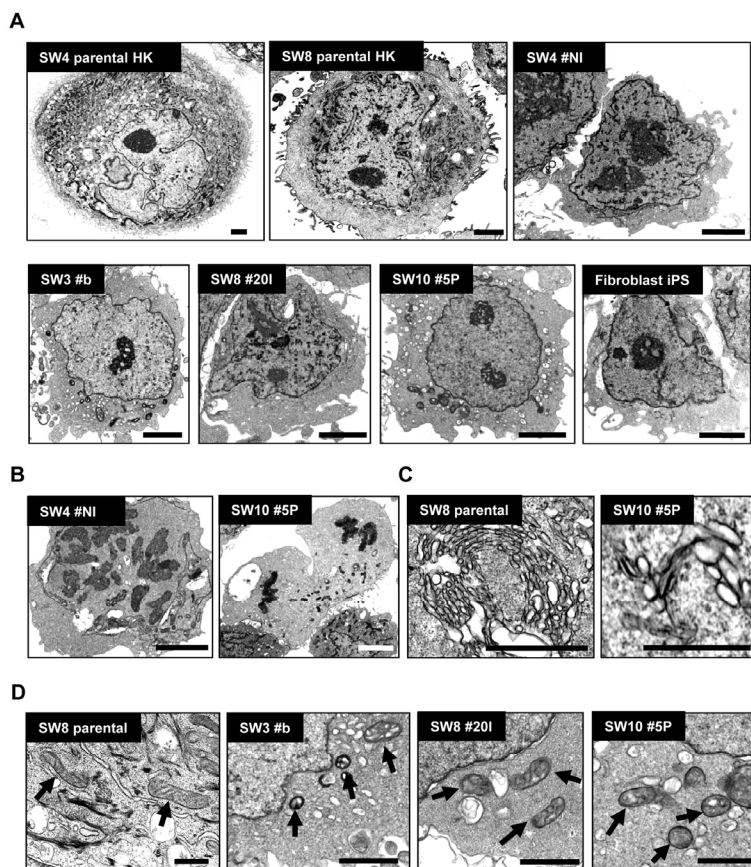 A
SW4 parental HK
SW8 parental HK
SW4 #NI
SW3 #b
SW8 #20I
SW10 #5P
Fibroblast iPS
B
C
SW4 #NI
SW10 #5P
SW8 parental
SW10 #5P
D
SW8 parental
SW3 #b
SW8 #20I
SW10 #5P